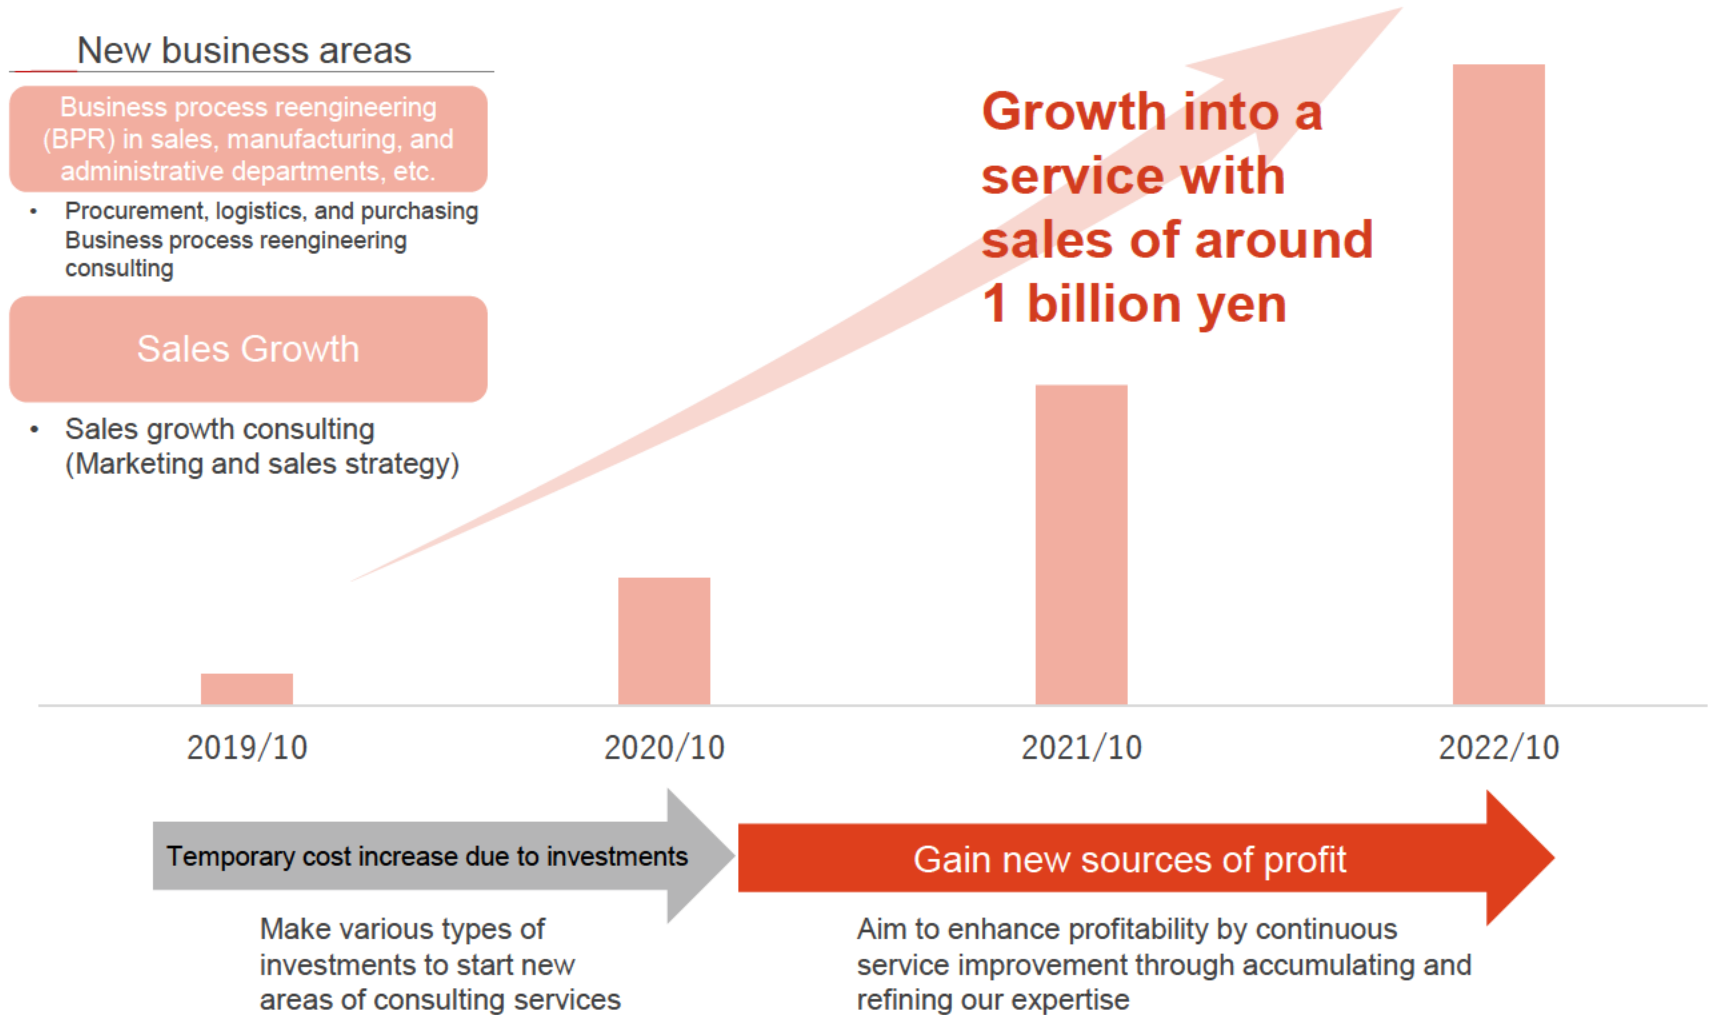 New business areas
Business process reengineering
(BPR) in sales, manufacturing, and
administrative departments, etc.
• Procurement, logistics, and purchasing
Business process reengineering
consulting
Sales Growth
• Sales growth consulting
(Marketing and sales strategy)
Growth into a
service with
sales of around
1 billion yen
2019/10
2020/10
2021/10
2022/10
Temporary cost increase due to investments
Gain new sources of profit
Make various types of
investments to start new
areas of consulting services
Aim to enhance profitability by continuous
service improvement through accumulating and
refining our expertise